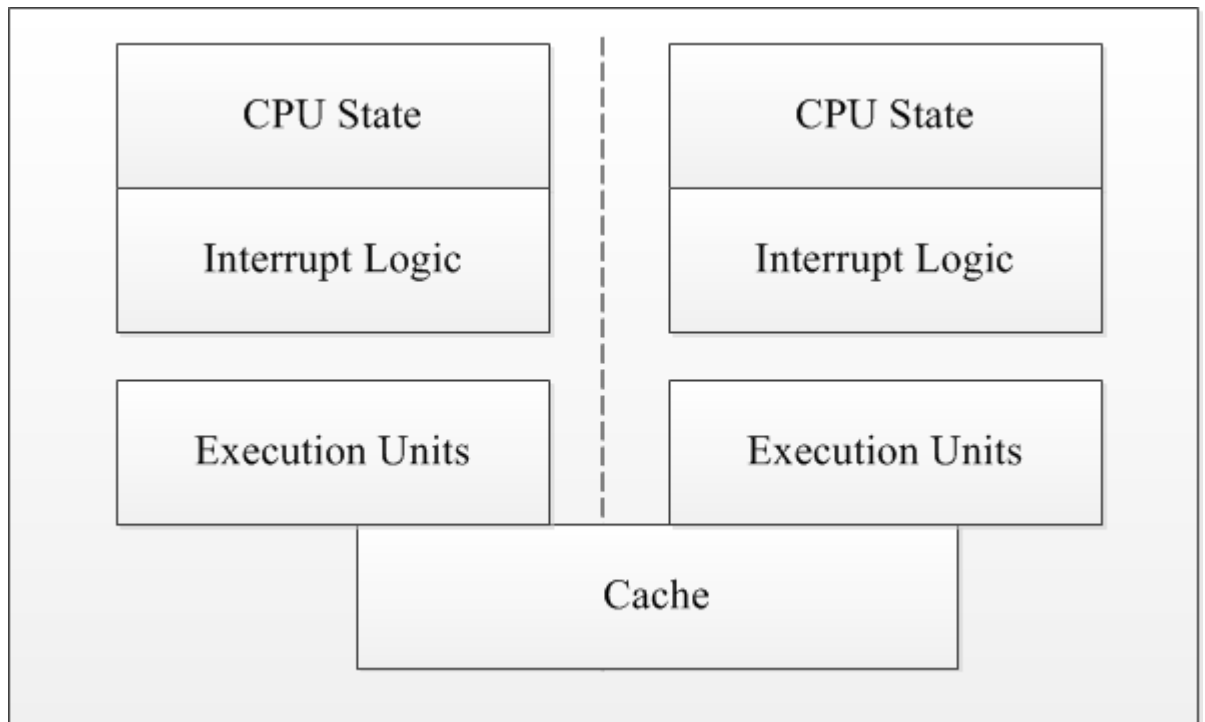 CPU State
CPU State
Interrupt Logic
Interrupt Logic
Execution Units
Execution Units
Cache